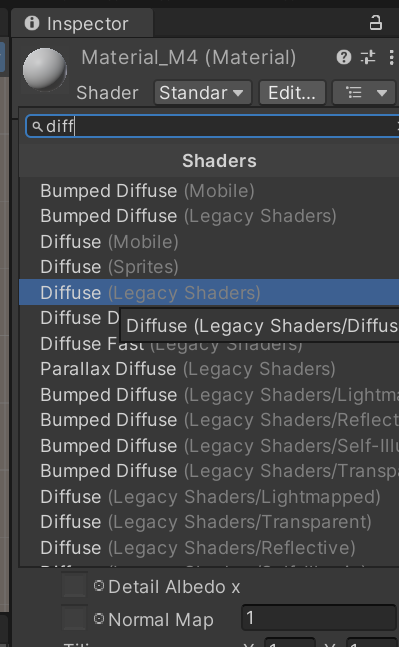 Inspector
Material_M4 (Material)
Shader Standar Edit...
diff
Shaders
Bumped Diffuse (Mobile)
Bumped Diffuse (Legacy Shaders)
Diffuse (Mobile)
Diffuse (Sprites)
Diffuse (Legacy Shaders)
Diffuse D
Diffuse (Legacy Shaders/Diffus
Diffuse Fast (Legacy Shaders)
Parallax Diffuse (Legacy Shaders)
Bumped Diffuse (Legacy Shaders/Lightma
Bumped Diffuse (Legacy Shaders/Reflect
Bumped Diffuse (Legacy Shaders/Self-Illu
Bumped Diffuse (Legacy Shaders/Transpa
Diffuse (Legacy Shaders/Lightmapped)
Diffuse (Legacy Shaders/Transparent)
Diffuse (Legacy Shaders/Reflective)
Detail Albedo x
Normal Map 1